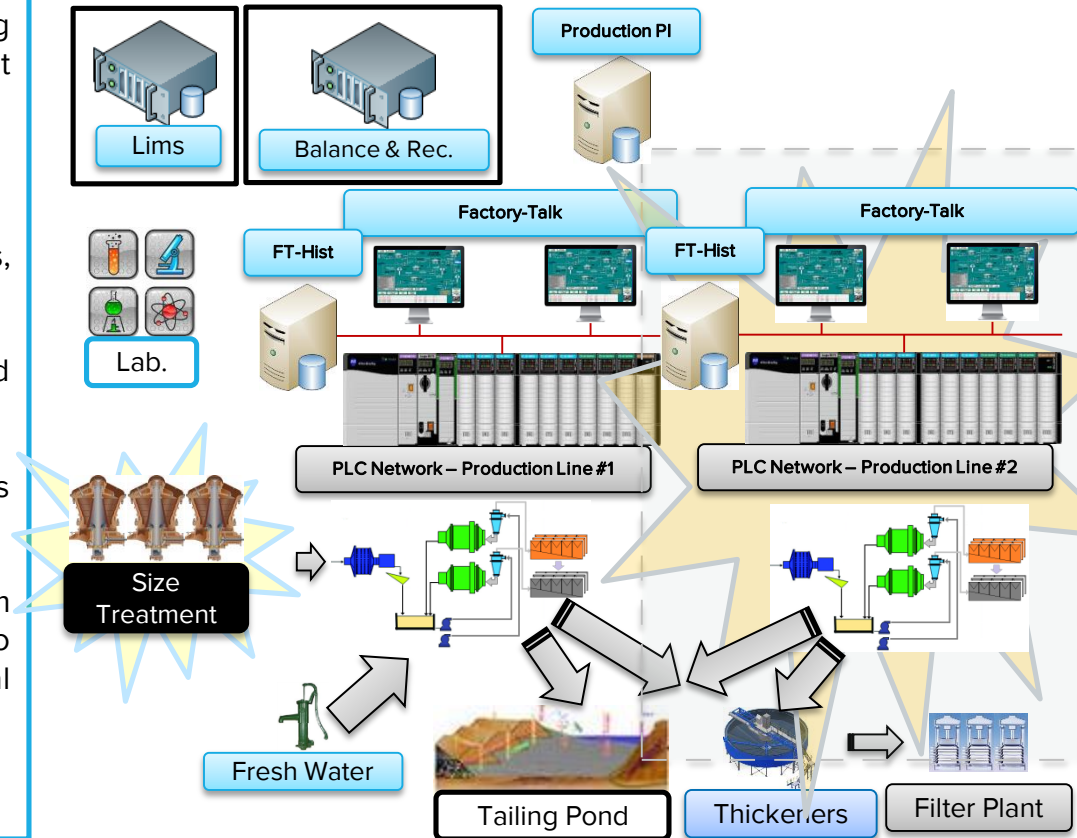 g
t
s,
d
s
n
o
al
Production PI
Lims
Balance & Rec.
Factory-Talk
Factory-Talk
FT-Hist
FT-Hist
Lab.
PLC Network – Production Line #1
PLC Network – Production Line #2
Size
Treatment
Fresh Water
Tailing Pond
Thickeners
Filter Plant